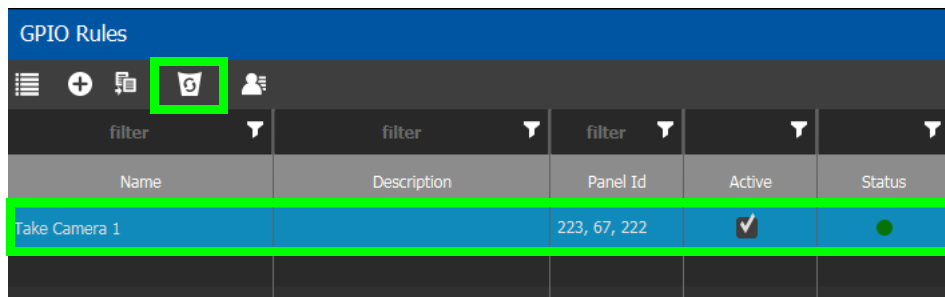 GPIO Rules
filter filter filter
Name Description Panel Id Active Status
Take Camera 1 223, 67, 222